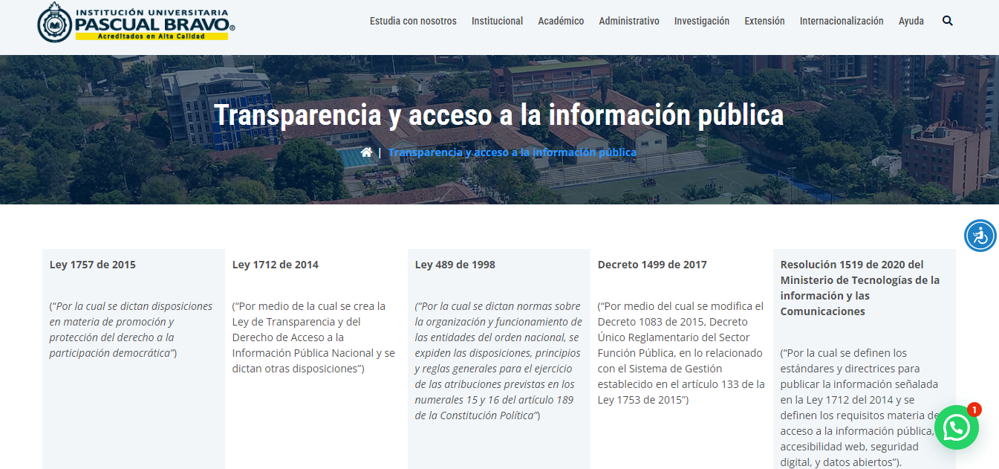 INSTITUCIÓN UNIVERSITARIA
PASCUAL BRAVO®
Acreditados en Alta Calidad
Estudia con nosotros Institucional Académico Administrativo Investigación Extensión Internacionalización Ayuda
Transparencia y acceso a la información pública
| Transparencia y acceso a la información pública
Ley 1757 de 2015
(“Por la cual se dictan disposiciones
en materia de promoción y
protección del derecho a la
participación democrática”)
Ley 1712 de 2014
(“Por medio de la cual se crea la
Ley de Transparencia y del
Derecho de Acceso a la
Información Pública Nacional y se
dictan otras disposiciones”)
Ley 489 de 1998
(“Por la cual se dictan normas sobre
la organización y funcionamiento de
las entidades del orden nacional, se
expiden las disposiciones, principios
y reglas generales para el ejercicio
de las atribuciones previstas en los
numerales 15 y 16 del artículo 189
de la Constitución Política”)
Decreto 1499 de 2017
(“Por medio del cual se modifica el
Decreto 1083 de 2015, Decreto
Único Reglamentario del Sector
Función Pública, en lo relacionado
con el Sistema de Gestión
establecido en el artículo 133 de la
Ley 1753 de 2015”)
Resolución 1519 de 2020 del
Ministerio de Tecnologías de la
información y las
Comunicaciones
(“Por la cual se definen los
estándares y directrices para
publicar la información señalada
en la Ley 1712 del 2014 y se
definen los requisitos materia de
acceso a la información pública,
accesibilidad web, seguridad
digital, y datos abiertos”).
1